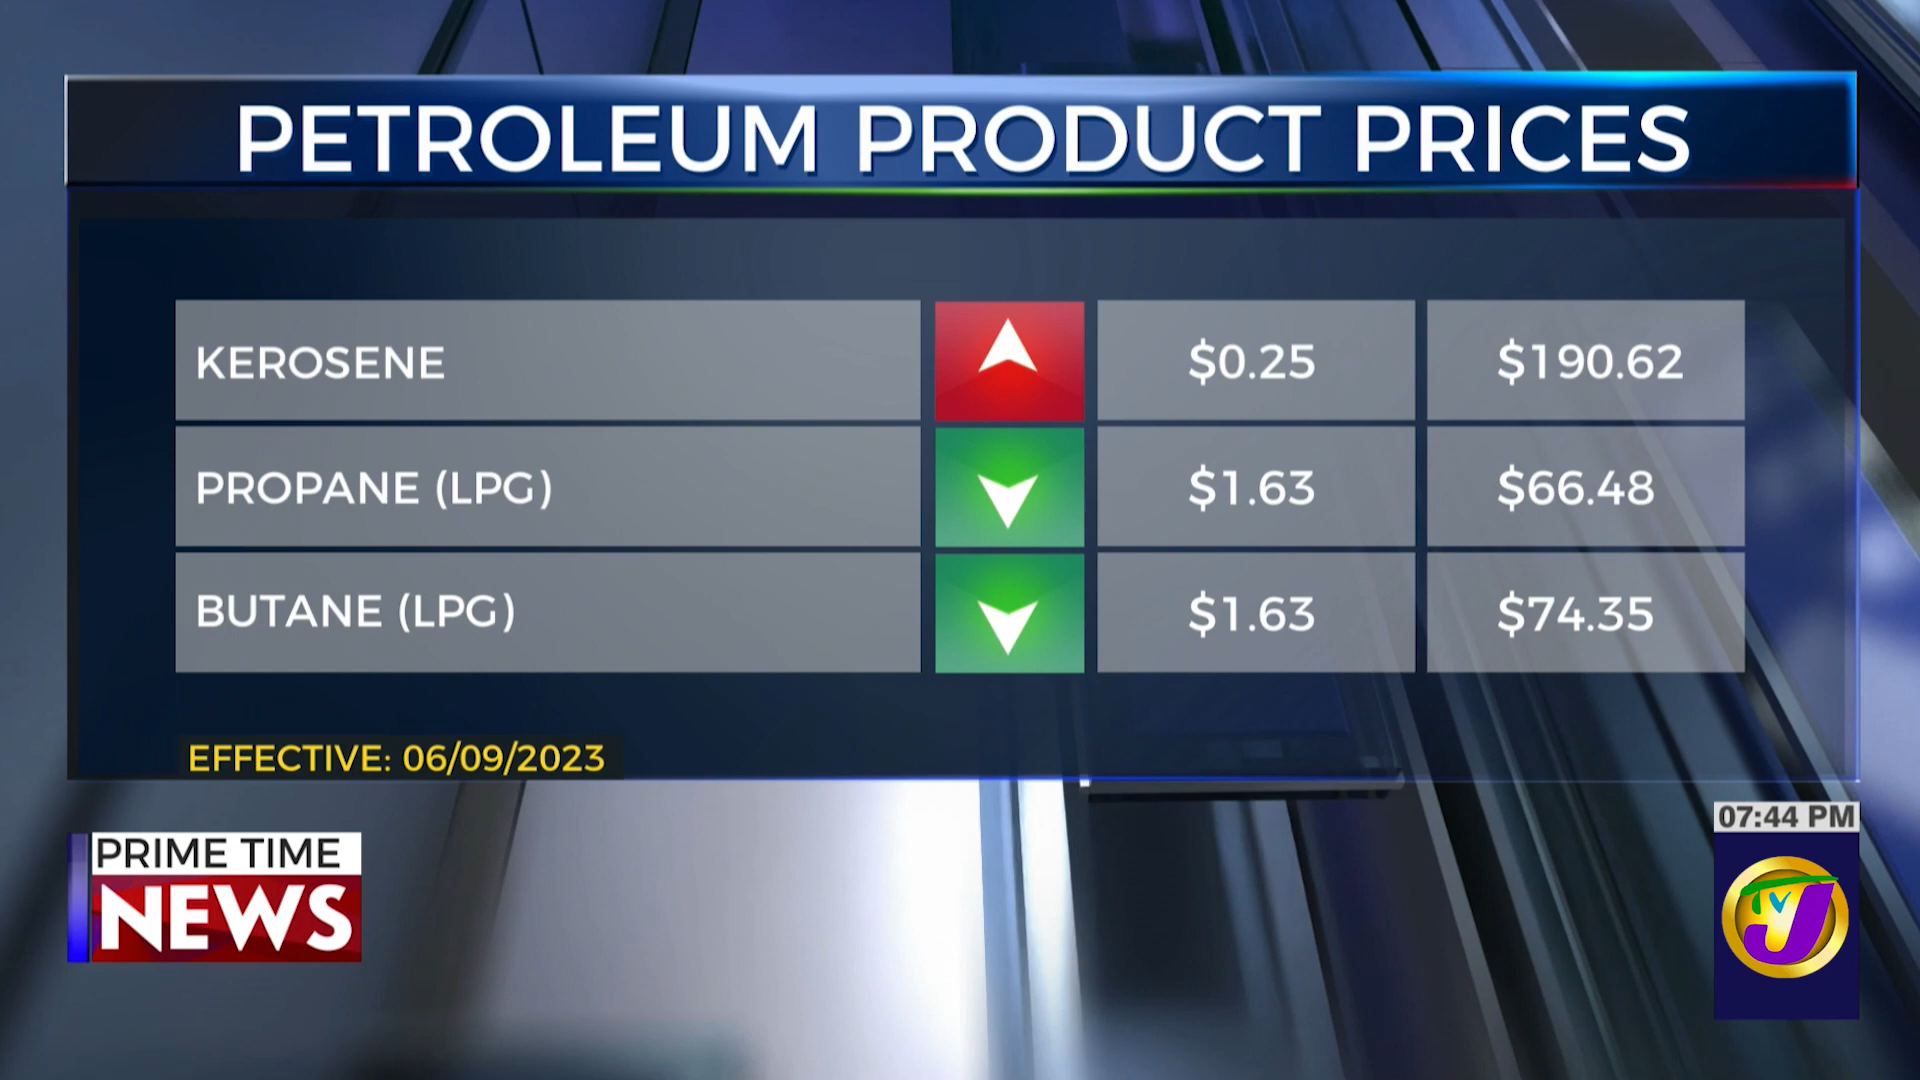 PETROLEUM PRODUCT PRICES
KEROSENE $0.25 $190.62
PROPANE (LPG) $1.63 $66.48
BUTANE (LPG) $1.63 $74.35
EFFECTIVE: 06/09/2023
PRIME TIME
NEWS
07:44 PM
TVJ